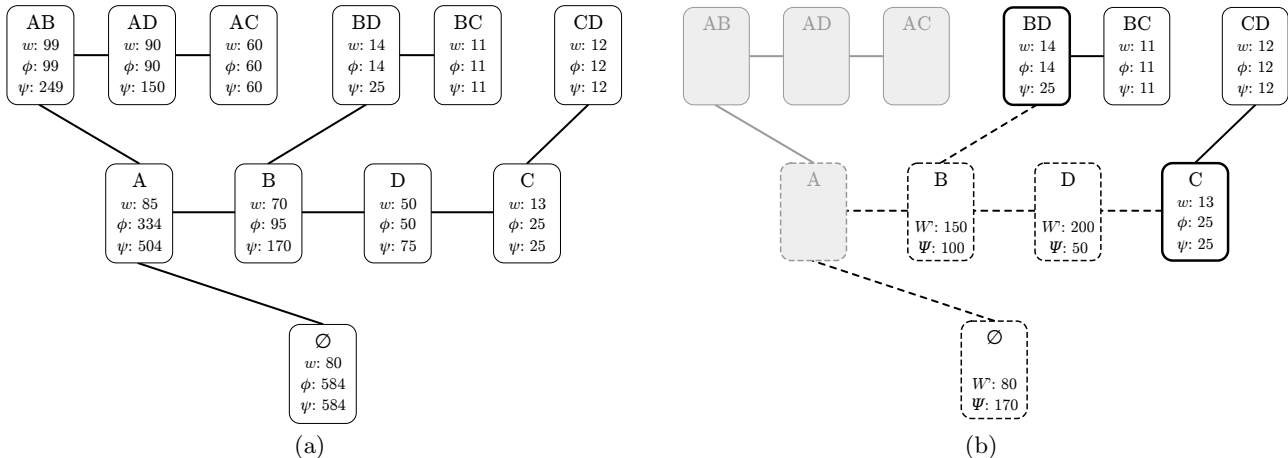 AB
w: 99
ϕ: 99
ψ: 249
AD
w: 90
ϕ: 90
ψ: 150
AC
w: 60
ϕ: 60
ψ: 60
BD
w: 14
ϕ: 14
ψ: 25
BC
w: 11
ϕ: 11
ψ: 11
CD
w: 12
ϕ: 12
ψ: 12
A
w: 85
ϕ: 334
ψ: 504
B
w: 70
ϕ: 95
ψ: 170
D
w: 50
ϕ: 50
ψ: 75
C
w: 13
ϕ: 25
ψ: 25
∅
w: 80
ϕ: 584
ψ: 584
(a)
AB
AD
AC
BD
w: 14
ϕ: 14
ψ: 25
BC
w: 11
ϕ: 11
ψ: 11
CD
w: 12
ϕ: 12
ψ: 12
A
B
W': 150
Ψ: 100
D
W': 200
Ψ: 50
C
w: 13
ϕ: 25
ψ: 25
∅
W': 80
Ψ: 170
(b)